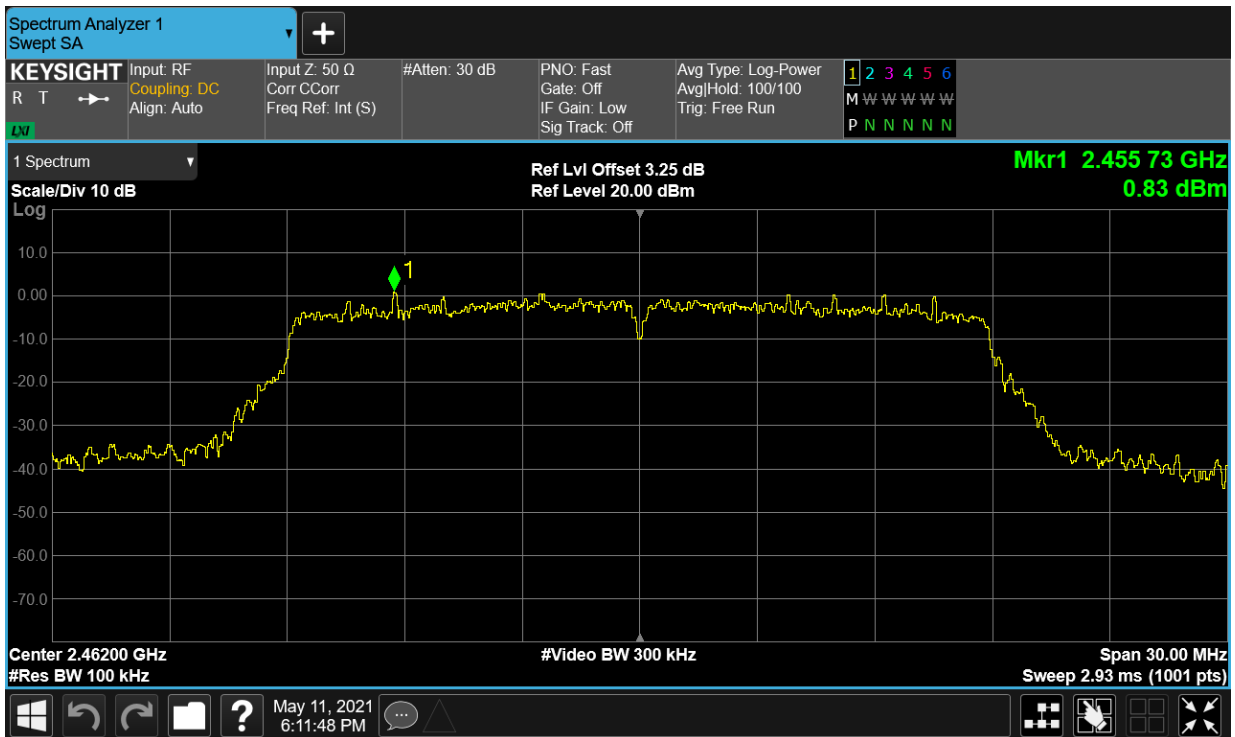 Spectrum Analyzer 1
Swept SA
▼
+
KEYSIGHT
R T
LXI
Input: RF
Coupling: DC
Align: Auto
Input Z: 50 Ω
Corr CCorr
Freq Ref: Int (S)
#Atten: 30 dB
PNO: Fast
Gate: Off
IF Gain: Low
Sig Track: Off
Avg Type: Log-Power
Avg|Hold: 100/100
Trig: Free Run
1 2 3 4 5 6
M W W W W W
P N N N N N
1 Spectrum ▼
Scale/Div 10 dB
Ref Lvl Offset 3.25 dB
Ref Level 20.00 dBm
Mkr1 2.455 73 GHz
0.83 dBm
Log
10.0
0.00
-10.0
-20.0
-30.0
-40.0
-50.0
-60.0
-70.0
1
Center 2.46200 GHz
#Res BW 100 kHz
#Video BW 300 kHz
Span 30.00 MHz
Sweep 2.93 ms (1001 pts)
?
May 11, 2021
6:11:48 PM